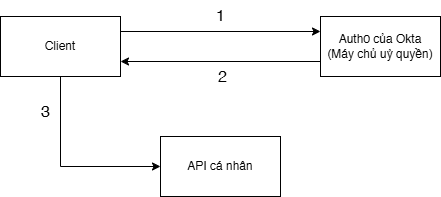 1
Client
Auth0 của Okta
(Máy chủ uỷ quyền)
2
3
API cá nhân